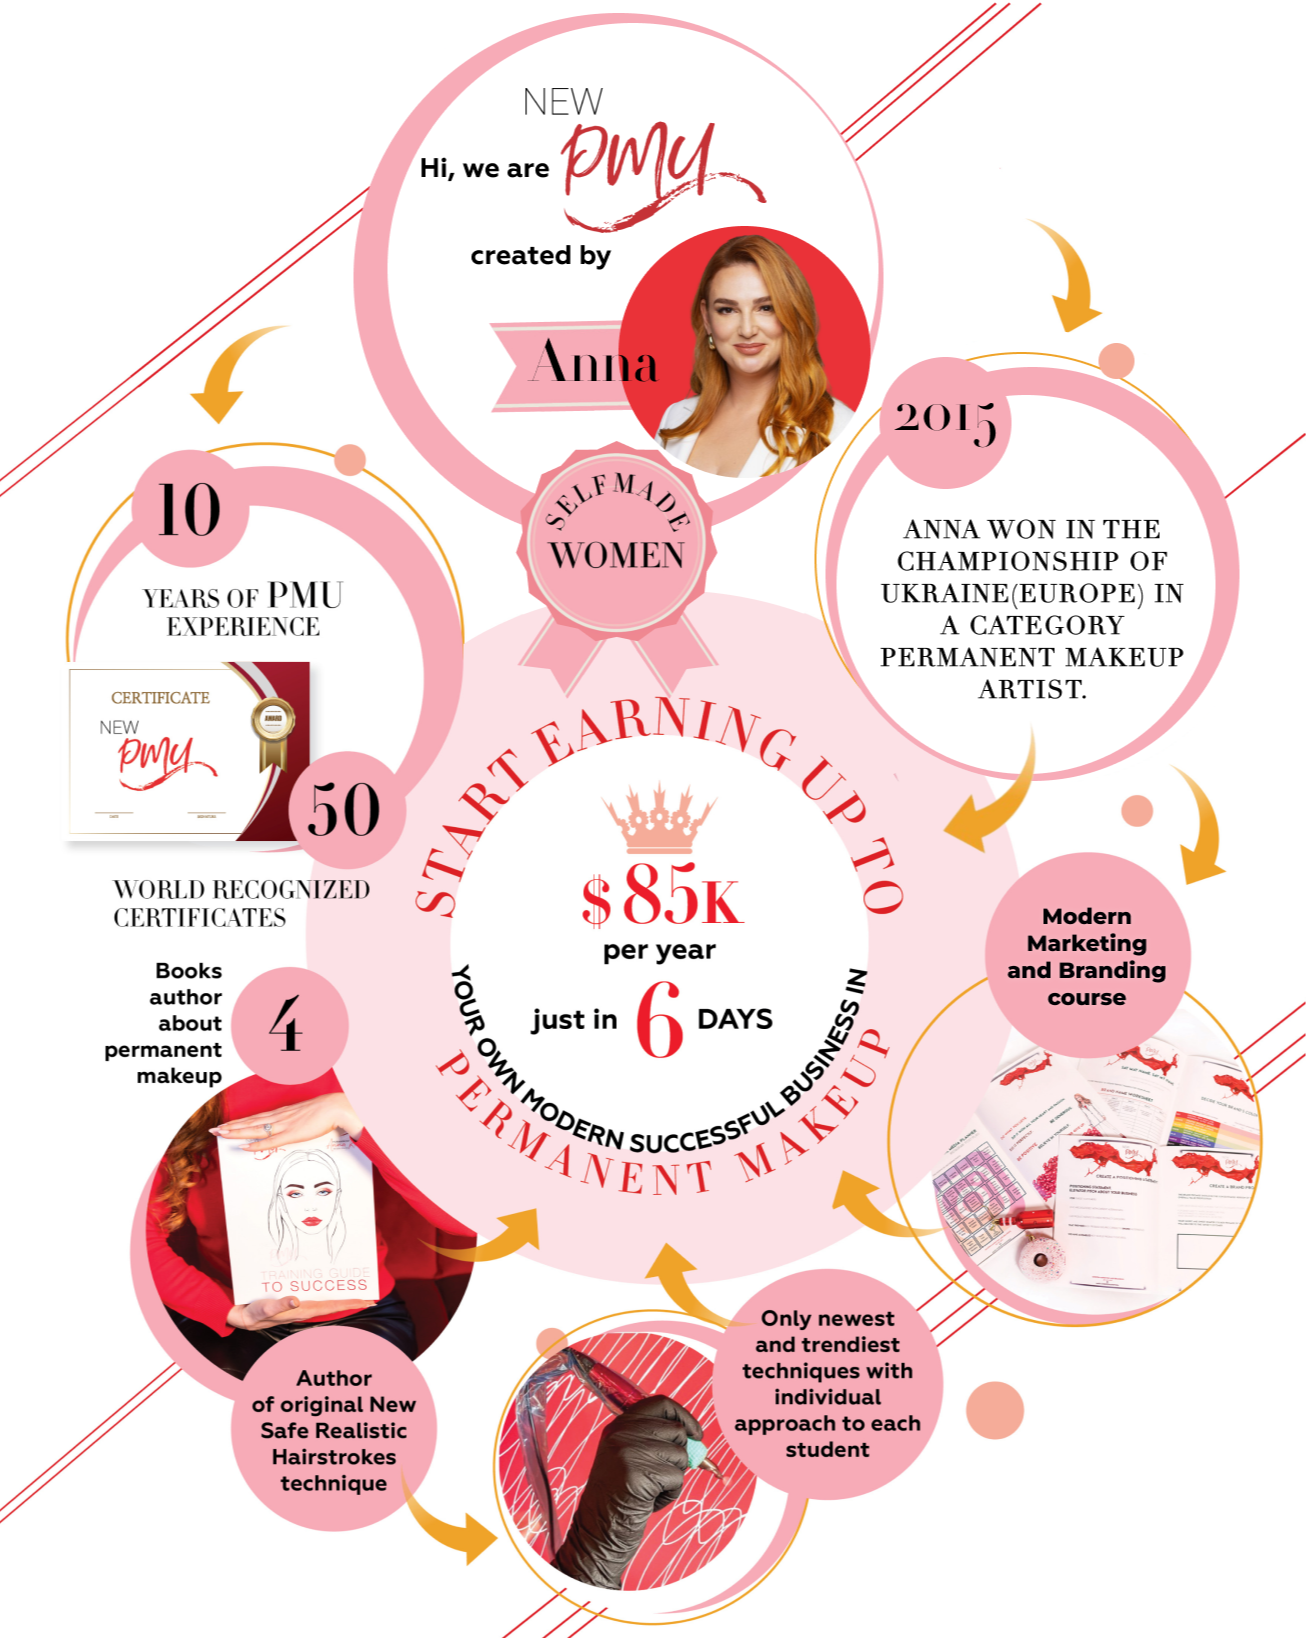 NEW
Hi, we are pmu
created by
Anna
SELFMADE
WOMEN
2015
ANNA WON IN THE
CHAMPIONSHIP OF
UKRAINE(EUROPE) IN
A CATEGORY
PERMANENT MAKEUP
ARTIST.
10
YEARS OF PMU
EXPERIENCE
CERTIFICATE
NEW
pmu
AWARD
DATE
SIGNATURE
50
WORLD RECOGNIZED
CERTIFICATES
Books
author
about
permanent
makeup
4
START EARNING UP TO
$85K
per year
just in 6 DAYS
YOUR OWN MODERN SUCCESSFUL BUSINESS IN
PERMANENT MAKEUP
Modern
Marketing
and Branding
course
TRAINING GUIDE
TO SUCCESS
Author
of original New
Safe Realistic
Hairstrokes
technique
Only newest
and trendiest
techniques with
individual
approach to each
student